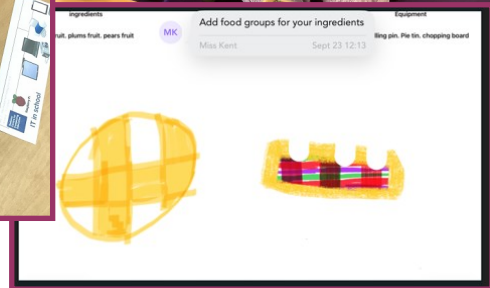 ingredients
Equipment
Add food groups for your ingredients
MK
fruit. plums fruit. pears fruit
lling pin. Pie tin. chopping board
Miss Kent
Sept 23 12:13
IT in school